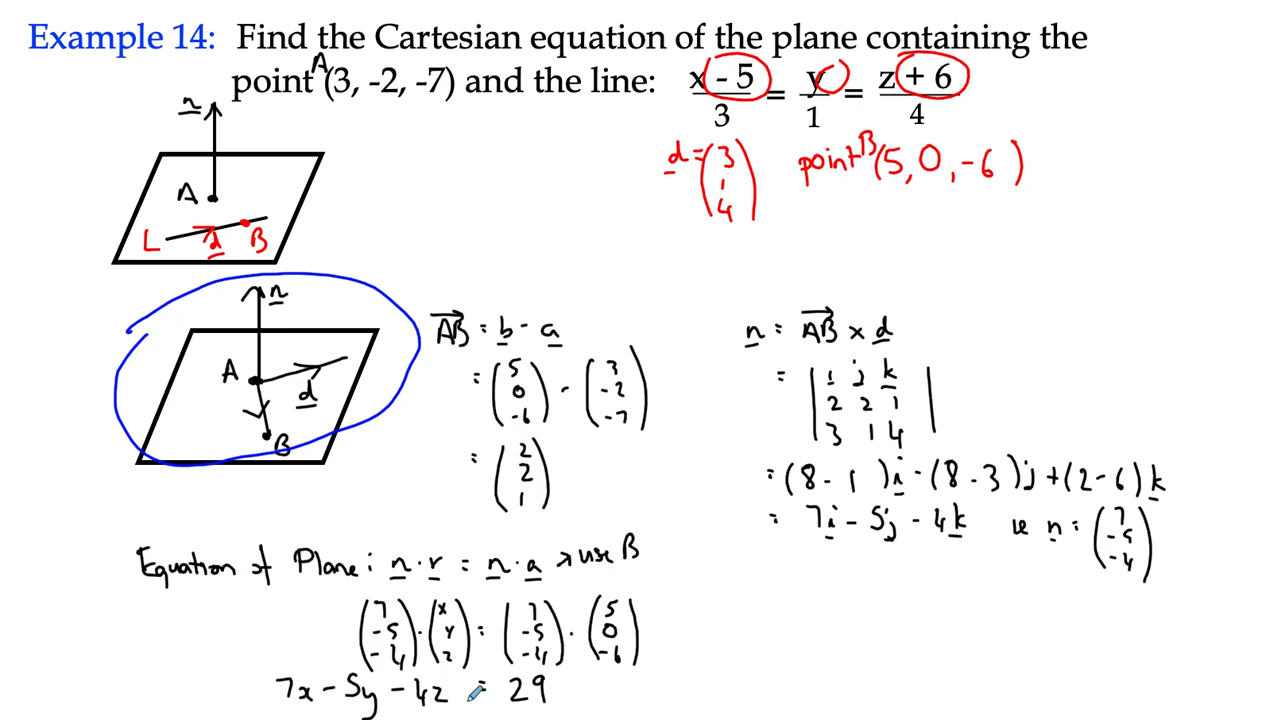 Example 14: Find the Cartesian equation of the plane containing the
point A (3, -2, -7) and the line: x - 5 / 3 = y / 1 = z + 6 / 4
d = (3 1 4) point B (5, 0, -6)
n
A
L d B
n
A
d
B
AB = b - a
= (5 0 -6) - (3 -2 -7)
= (2 2 1)
n = AB × d
= | i j k |
| 2 2 1 |
| 3 1 4 |
= (8 - 1)i - (8 - 3)j + (2 - 6)k
= 7i - 5j - 4k ie n = (7 -5 -4)
Equation of Plane: n · r = n · a → use B
(7 -5 -4) · (x y z) = (7 -5 -4) · (5 0 -6)
7x - 5y - 4z = 29